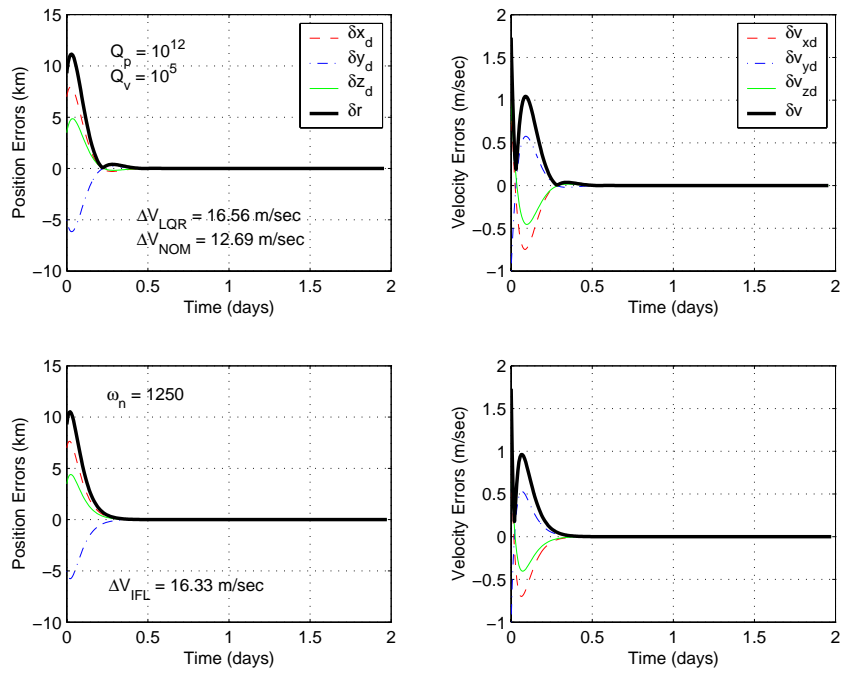 15
10
5
0
−5
−10
0
0.5
1
1.5
2
Position Errors (km)
Time (days)
Q_p = 10^12
Q_v = 10^5
ΔV_LQR = 16.56 m/sec
ΔV_NOM = 12.69 m/sec
δx_d
δy_d
δz_d
δr
2
1.5
1
0.5
0
−0.5
−1
0
0.5
1
1.5
2
Velocity Errors (m/sec)
Time (days)
δv_xd
δv_yd
δv_zd
δv
15
10
5
0
−5
−10
0
0.5
1
1.5
2
Position Errors (km)
Time (days)
ω_n = 1250
ΔV_IFL = 16.33 m/sec
2
1.5
1
0.5
0
−0.5
−1
0
0.5
1
1.5
2
Velocity Errors (m/sec)
Time (days)